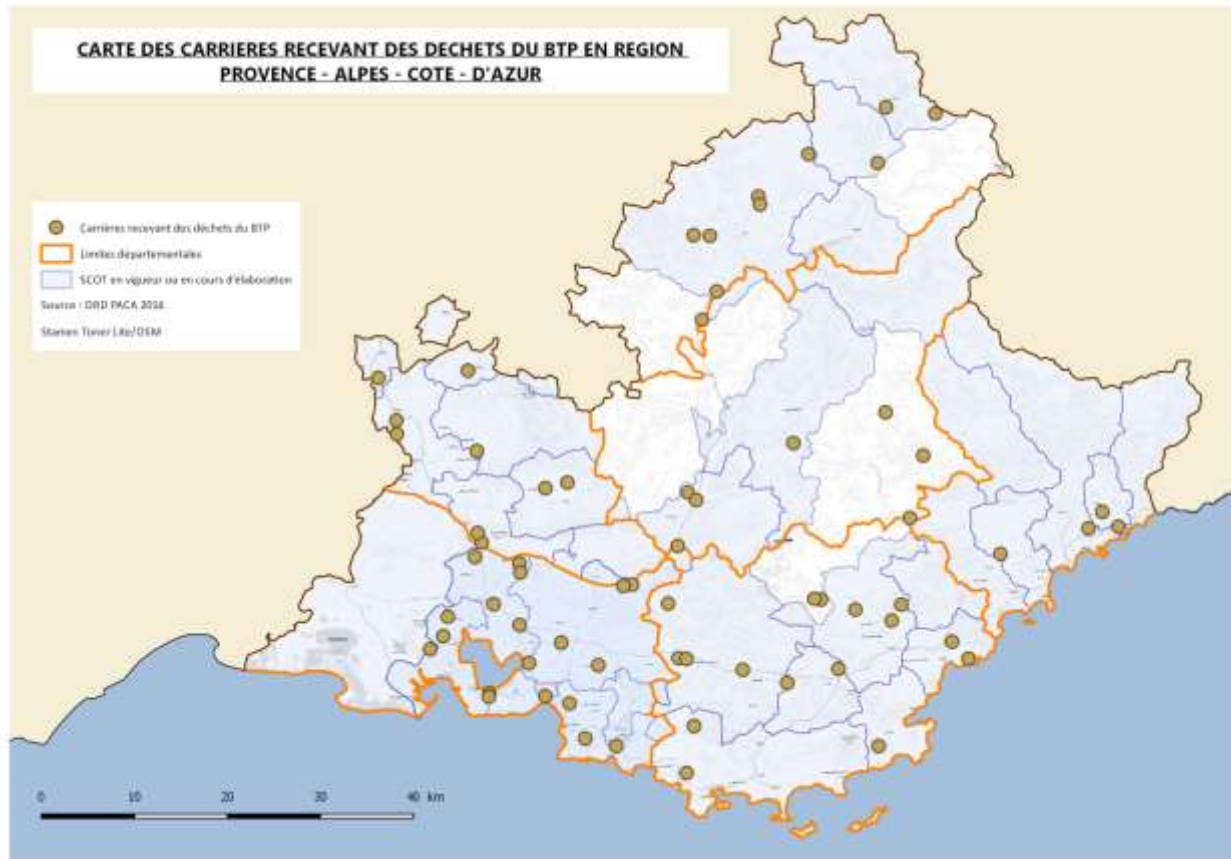 CARTE DES CARRIERES RECEVANT DES DECHETS DU BTP EN REGION
PROVENCE - ALPES - COTE - D'AZUR
Carrières recevant des déchets du BTP
Limites départementales
SCOT en vigueur ou en cours d'élaboration
Source : ORD PACA 2016
Stamen Toner Lite/OSM
0 10 20 30 40 km